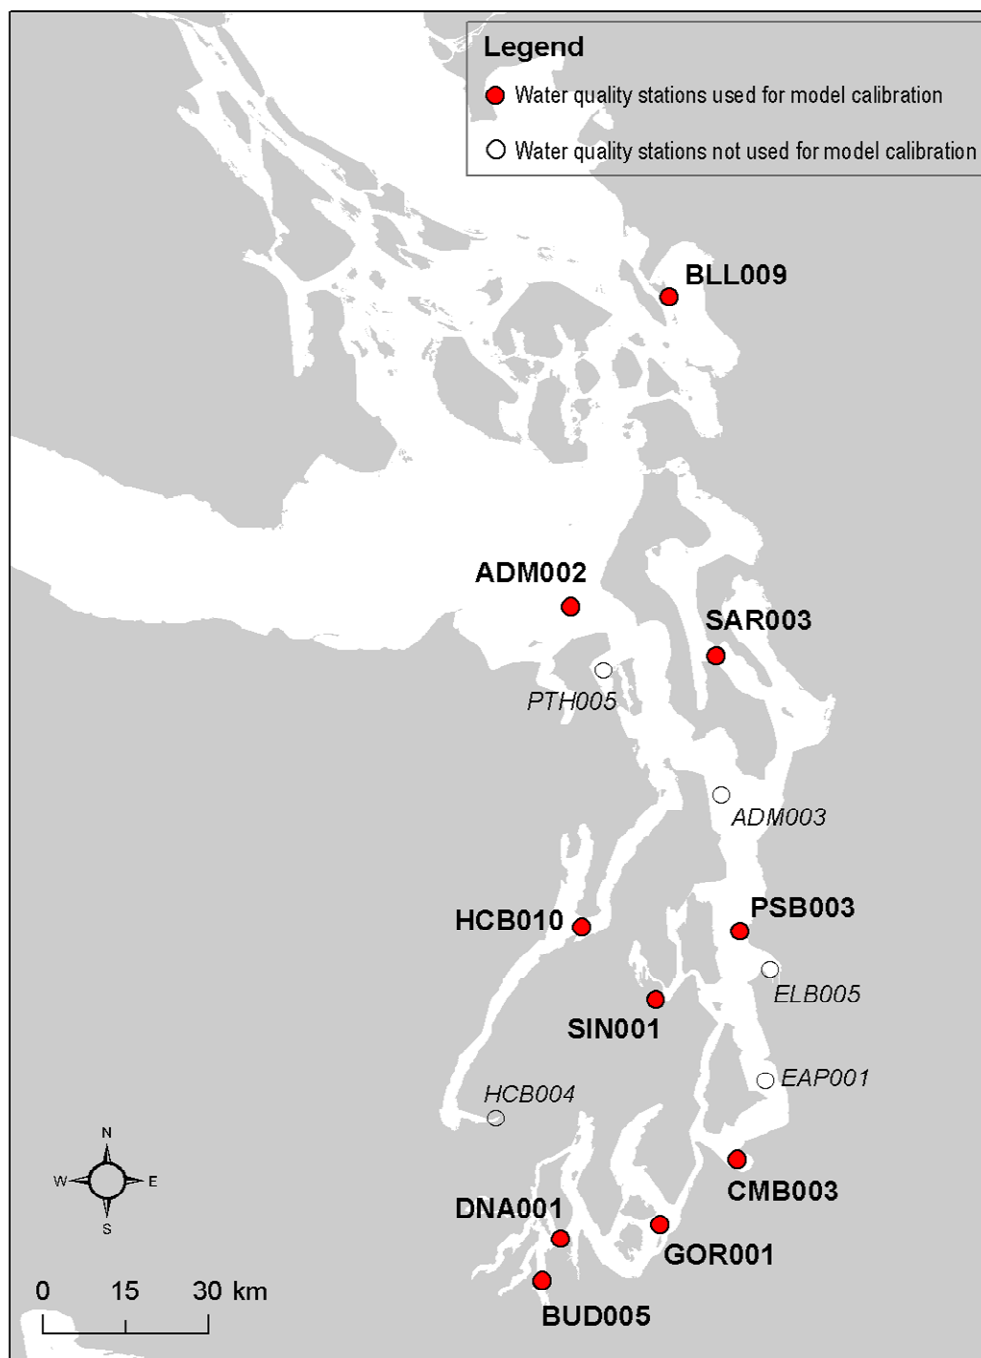 Legend
Water quality stations used for model calibration
Water quality stations not used for model calibration
BLL009
ADM002
SAR003
PTH005
ADM003
HCB010
PSB003
ELB005
SIN001
EAP001
HCB004
N
W E
S
CMB003
DNA001
GOR001
0 15 30 km
BUD005